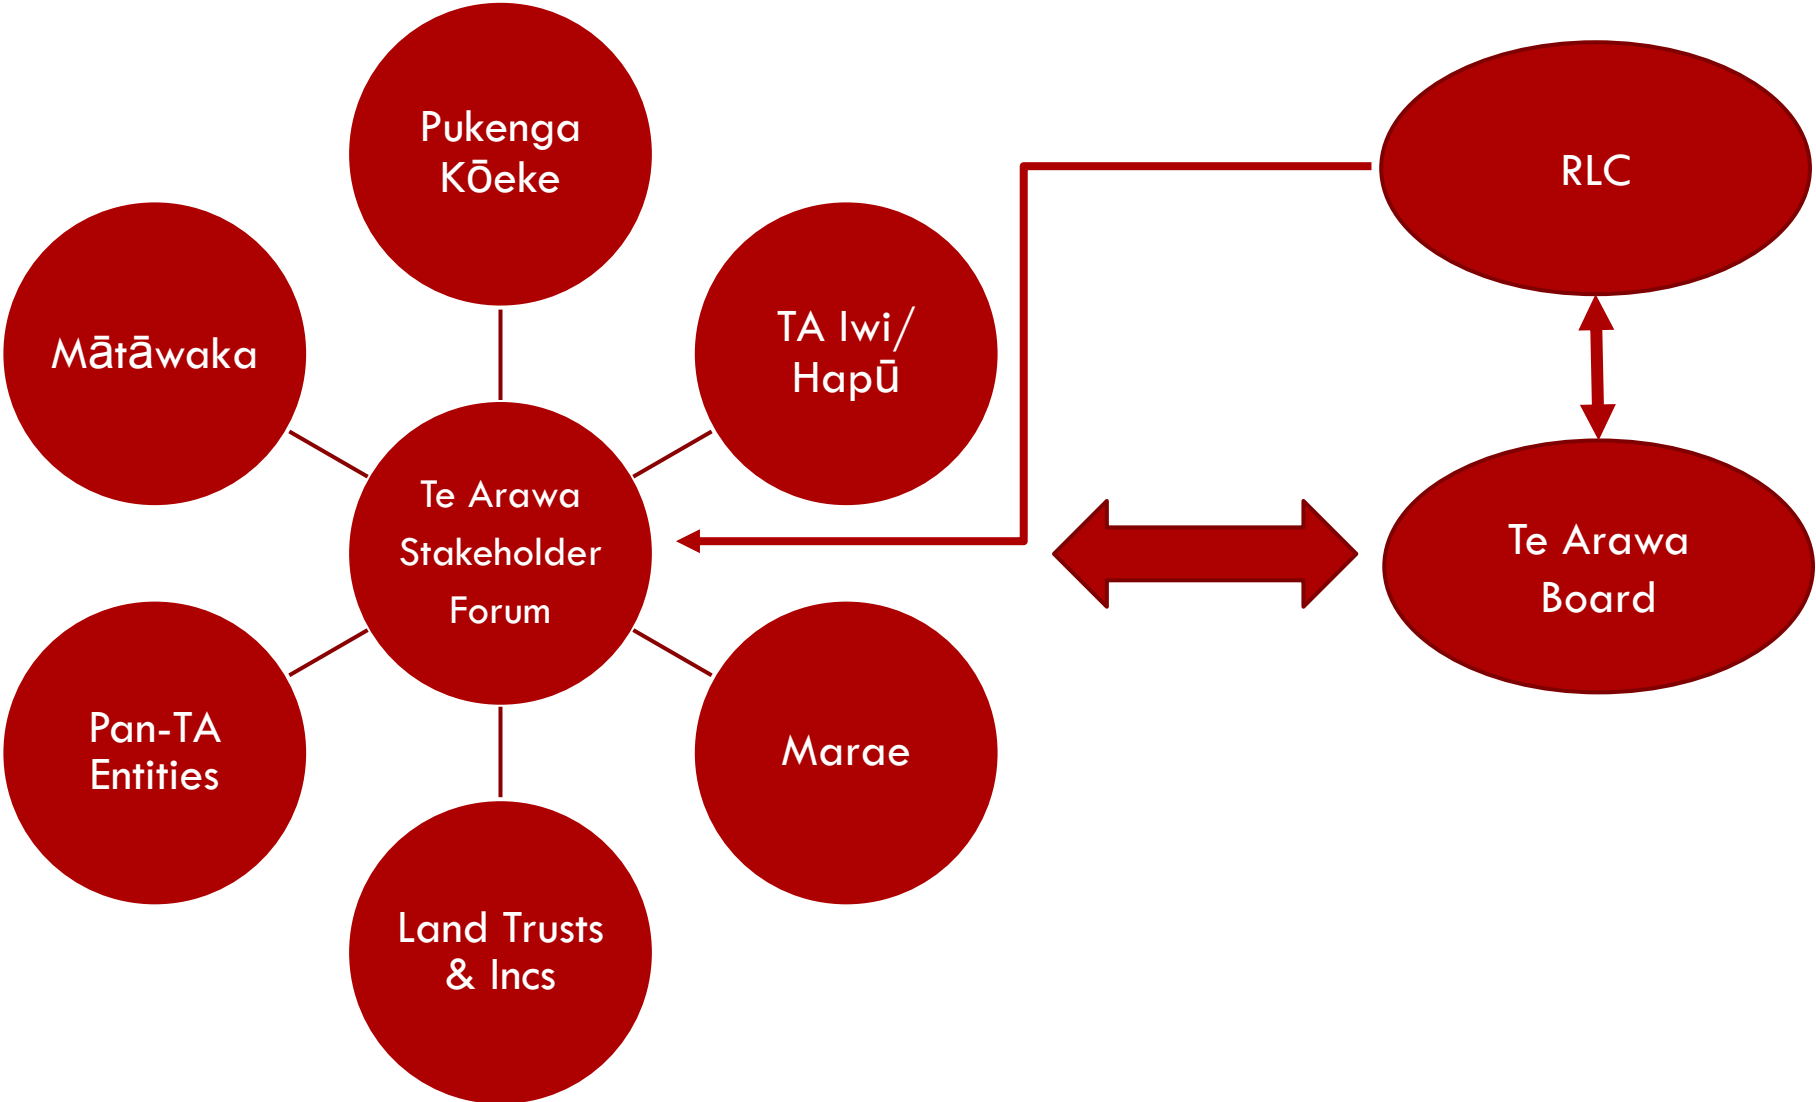 Pukenga
Kōeke
RLC
TA Iwi/
Hapū
Mātāwaka
Te Arawa
Stakeholder
Forum
Te Arawa
Board
Pan-TA
Entities
Marae
Land Trusts
& Incs